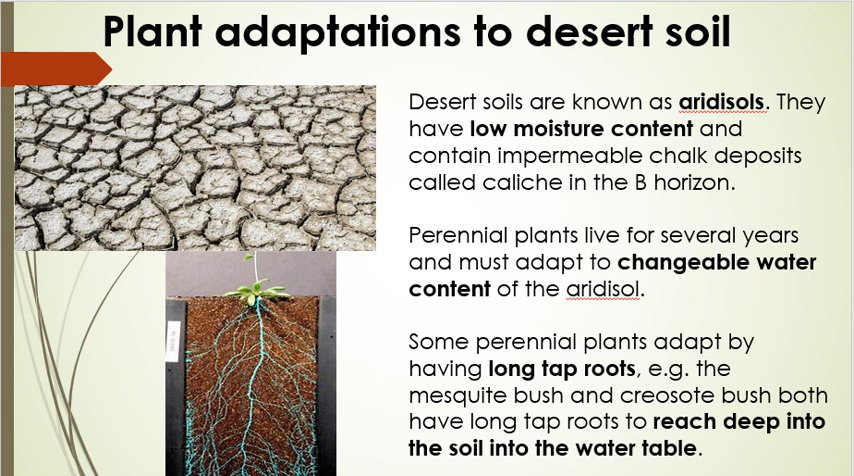 Plant adaptations to desert soil
Desert soils are known as aridisols. They
have low moisture content and
contain impermeable chalk deposits
called caliche in the B horizon.
Perennial plants live for several years
and must adapt to changeable water
content of the aridisol.
Some perennial plants adapt by
having long tap roots, e.g. the
mesquite bush and creosote bush both
have long tap roots to reach deep into
the soil into the water table.